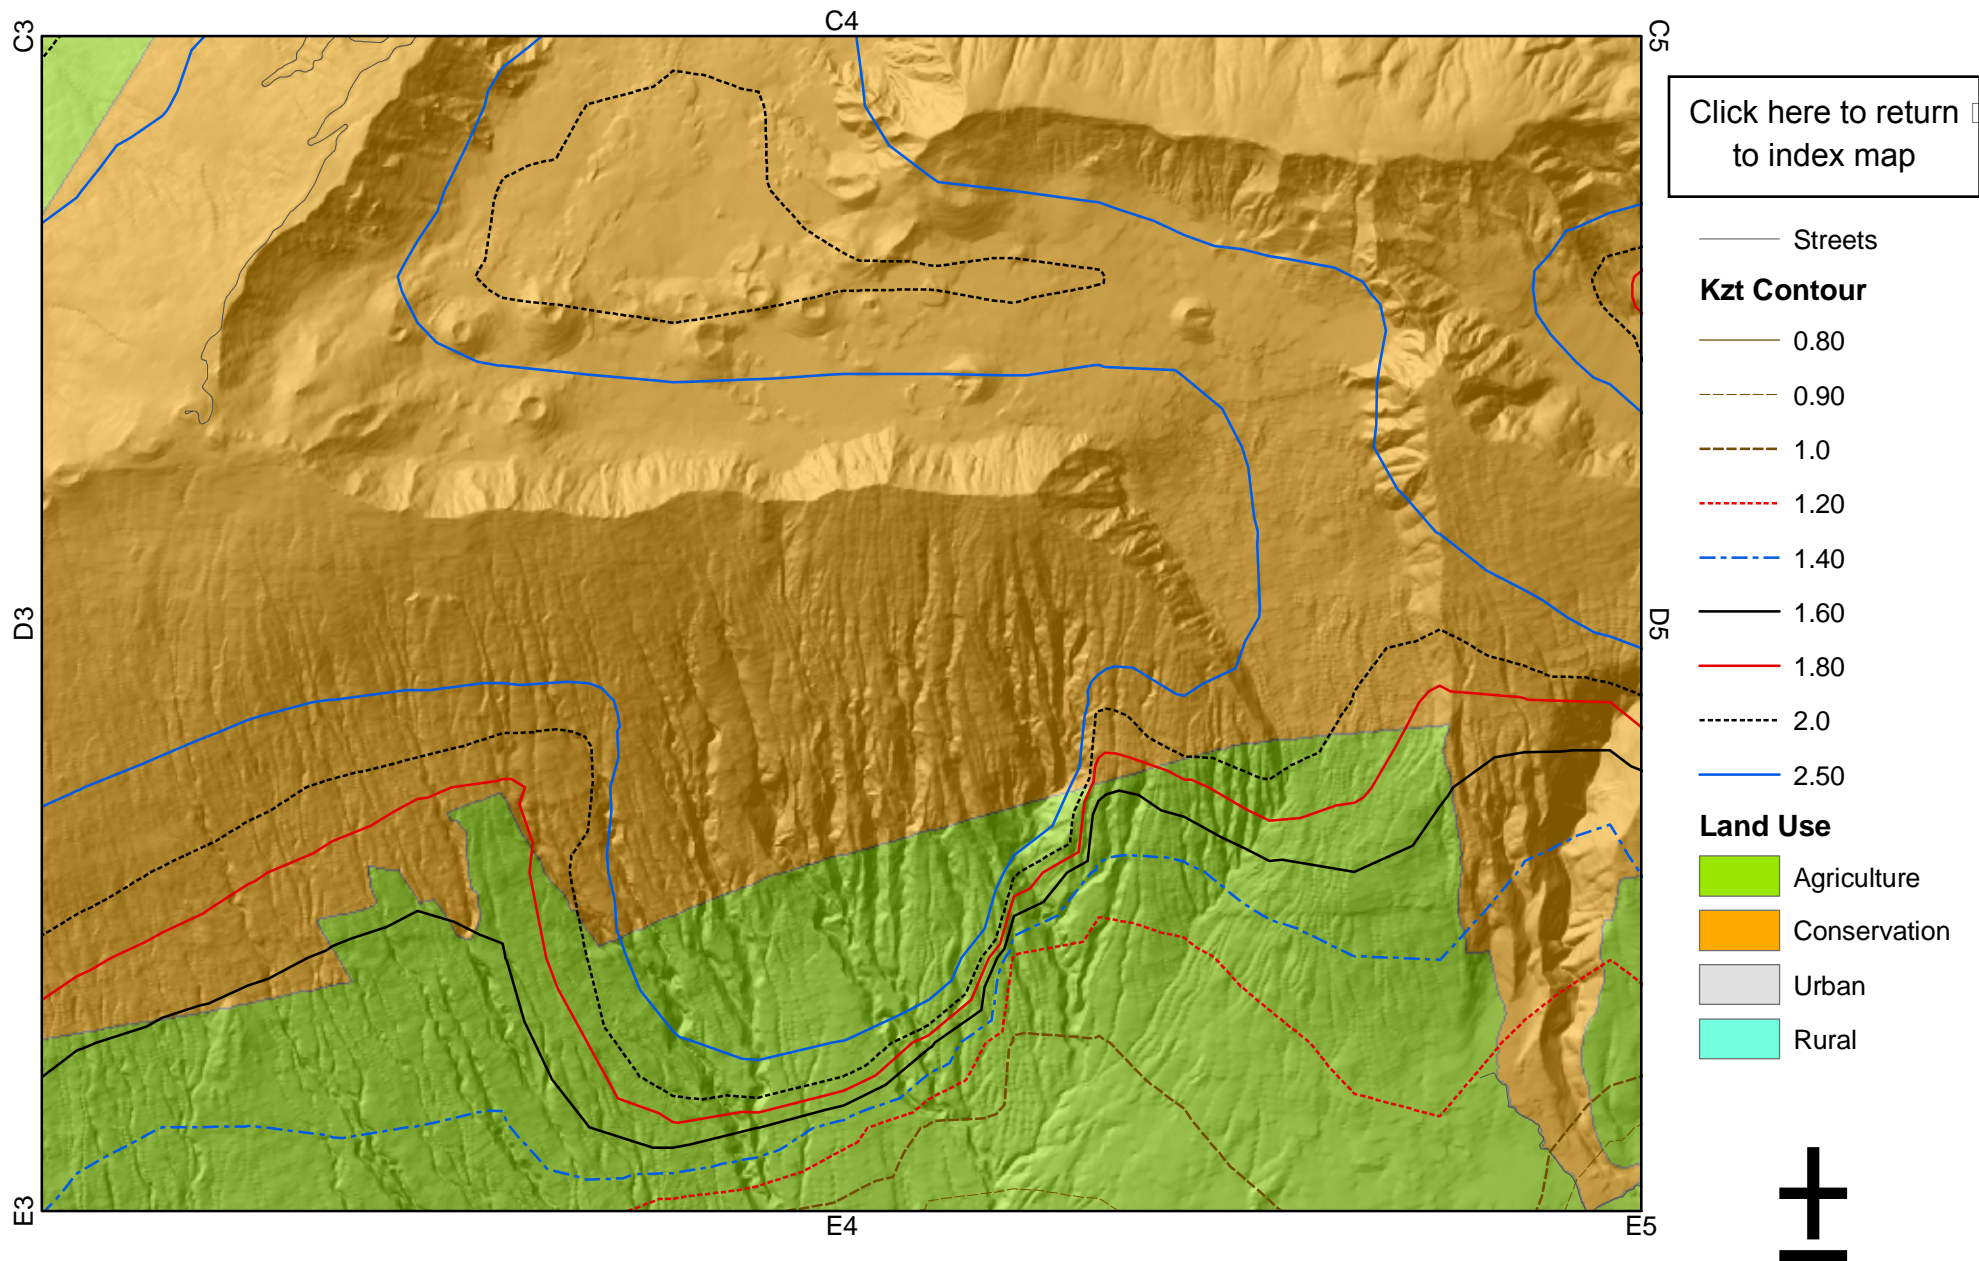 C3
C4
C5
Click here to return
to index map
Streets
Kzt Contour
0.80
0.90
1.0
1.20
1.40
1.60
D3
D5
1.80
2.0
2.50
Land Use
Agriculture
Conservation
Urban
Rural
E3
E4
E5